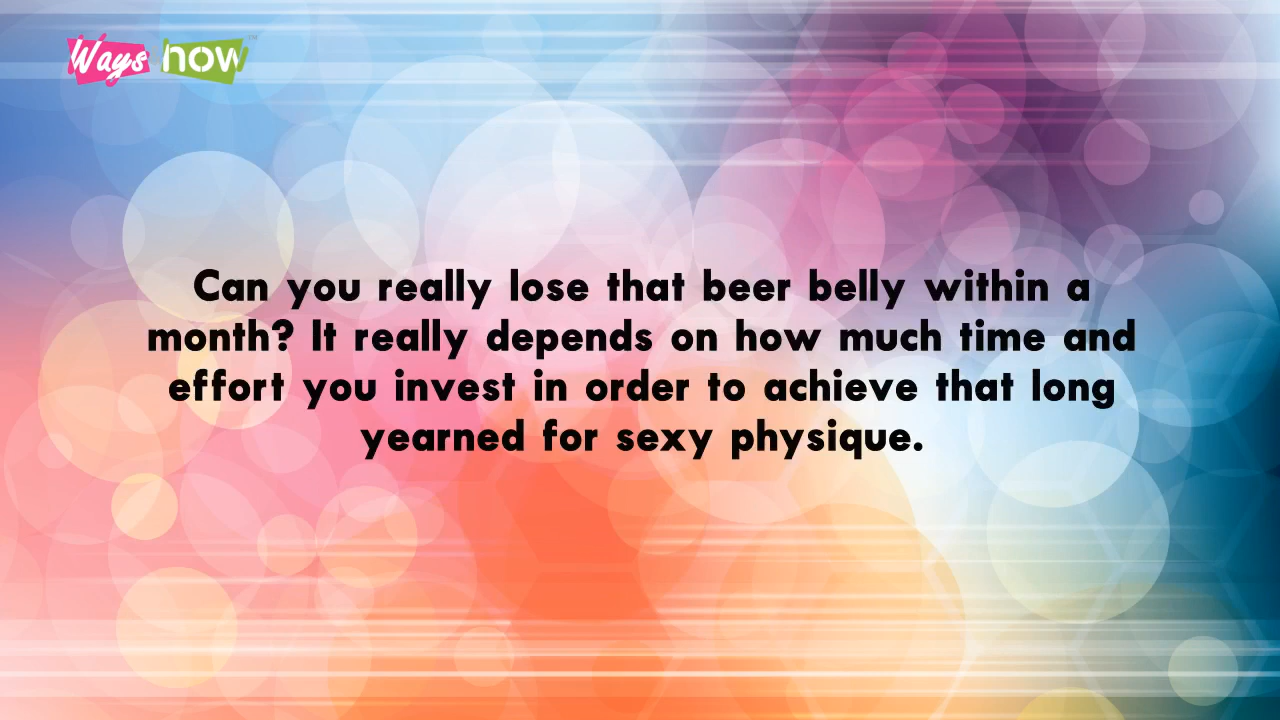 Ways now™
Can you really lose that beer belly within a
month? It really depends on how much time and
effort you invest in order to achieve that long
yearned for sexy physique.